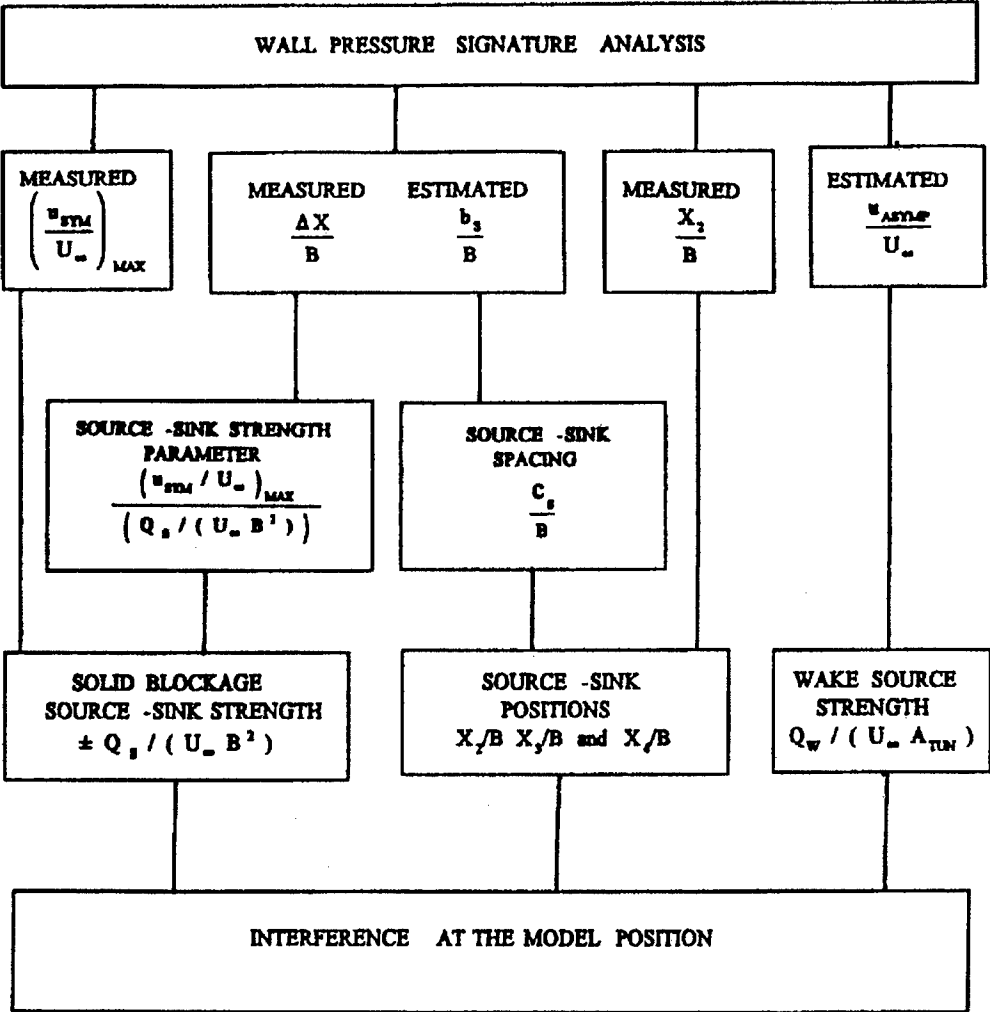 WALL PRESSURE SIGNATURE ANALYSIS
MEASURED
( u_SYM / U_∞ )_MAX
MEASURED ESTIMATED
ΔX / B b_s / B
MEASURED
X_2 / B
ESTIMATED
u_ASYMP / U_∞
SOURCE -SINK STRENGTH
PARAMETER
( u_SYM / U_∞ )_MAX
( Q_s / ( U_∞ B² ) )
SOURCE -SINK
SPACING
C_s / B
SOLID BLOCKAGE
SOURCE -SINK STRENGTH
± Q_s / ( U_∞ B² )
SOURCE -SINK
POSITIONS
X_2/B X_3/B and X_4/B
WAKE SOURCE
STRENGTH
Q_W / ( U_∞ A_TUN )
INTERFERENCE AT THE MODEL POSITION